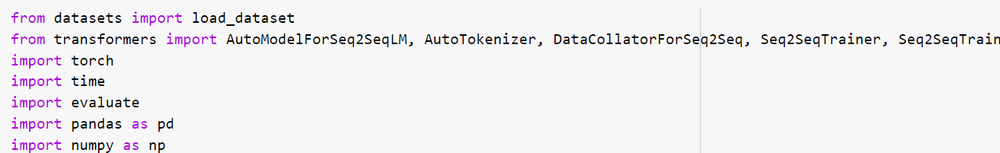 from datasets import load_dataset
from transformers import AutoModelForSeq2SeqLM, AutoTokenizer, DataCollatorForSeq2Seq, Seq2SeqTrainer, Seq2SeqTrain
import torch
import time
import evaluate
import pandas as pd
import numpy as np